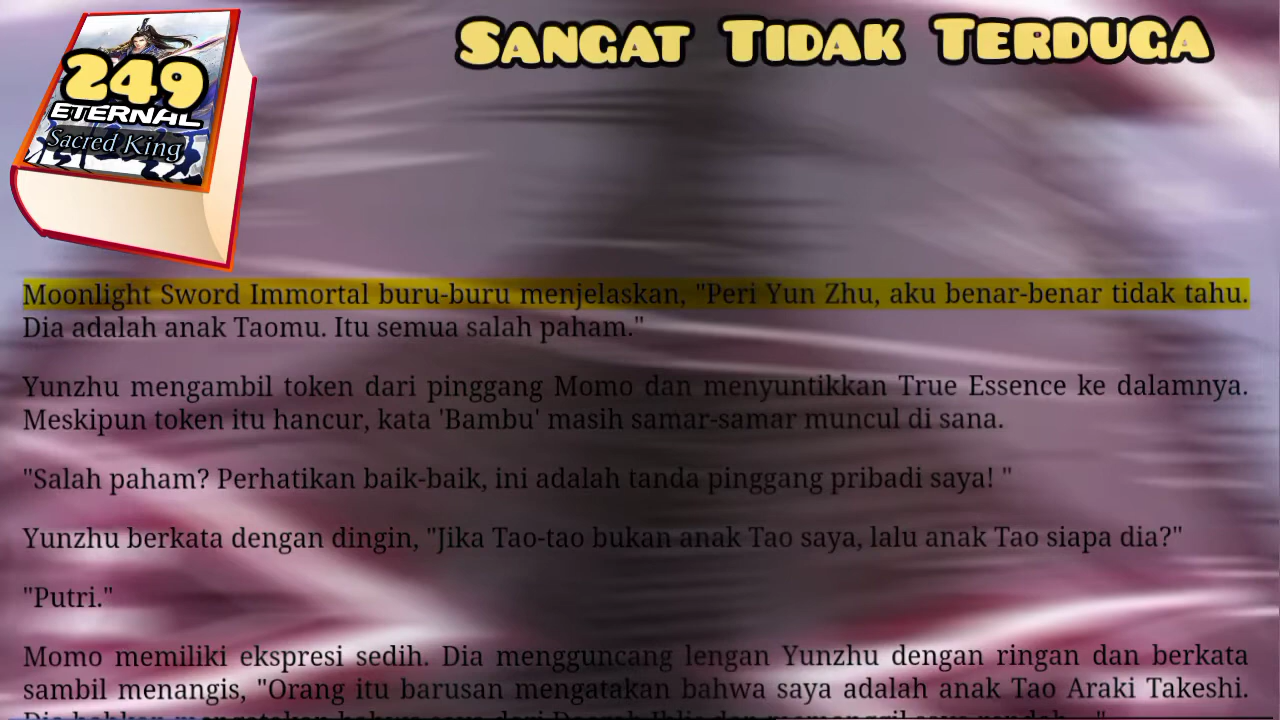 Sangat Tidak Terduga
249
ETERNAL
Sacred King
Moonlight Sword Immortal buru-buru menjelaskan, "Peri Yun Zhu, aku benar-benar tidak tahu.
Dia adalah anak Taomu. Itu semua salah paham."
Yunzhu mengambil token dari pinggang Momo dan menyuntikkan True Essence ke dalamnya.
Meskipun token itu hancur, kata 'Bambu' masih samar-samar muncul di sana.
"Salah paham? Perhatikan baik-baik, ini adalah tanda pinggang pribadi saya! "
Yunzhu berkata dengan dingin, "Jika Tao-tao bukan anak Tao saya, lalu anak Tao siapa dia?"
"Putri."
Momo memiliki ekspresi sedih. Dia mengguncang lengan Yunzhu dengan ringan dan berkata
sambil menangis, "Orang itu barusan mengatakan bahwa saya adalah anak Tao Araki Takeshi.